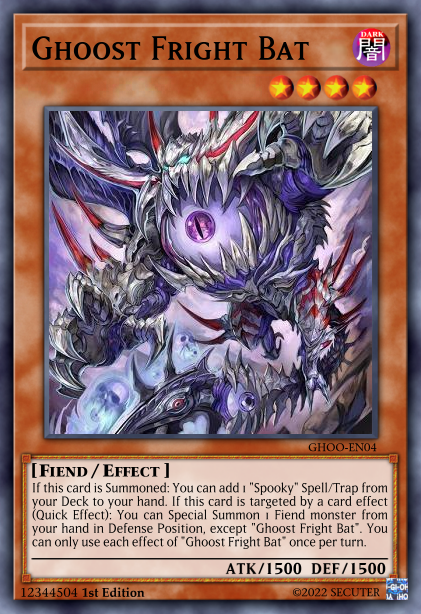 Ghoost Fright Bat
DARK
闇
GHOO-EN04
[Fiend / Effect ]
If this card is Summoned: You can add 1 "Spooky" Spell/Trap from
your Deck to your hand. If this card is targeted by a card effect
(Quick Effect): You can Special Summon 1 Fiend monster from
your hand in Defense Position, except "Ghoost Fright Bat". You
can only use each effect of "Ghoost Fright Bat" once per turn.
ATK/1500 DEF/1500
12344504 1st Edition
©2022 SECUTER